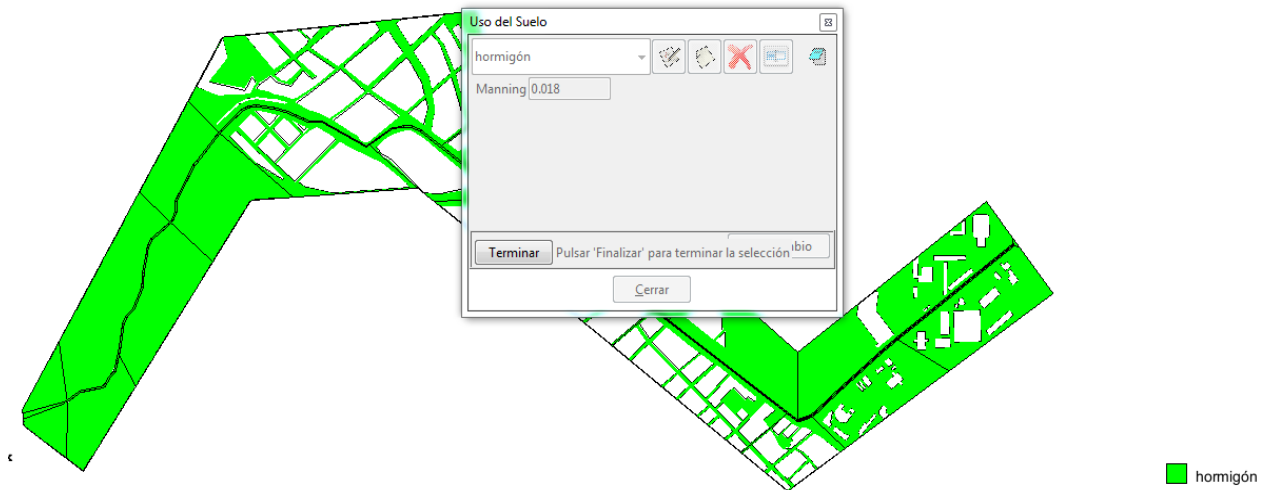 Uso del Suelo
hormigón
Manning 0.018
Terminar Pulsar 'Finalizar' para terminar la selección
Cerrar
hormigón